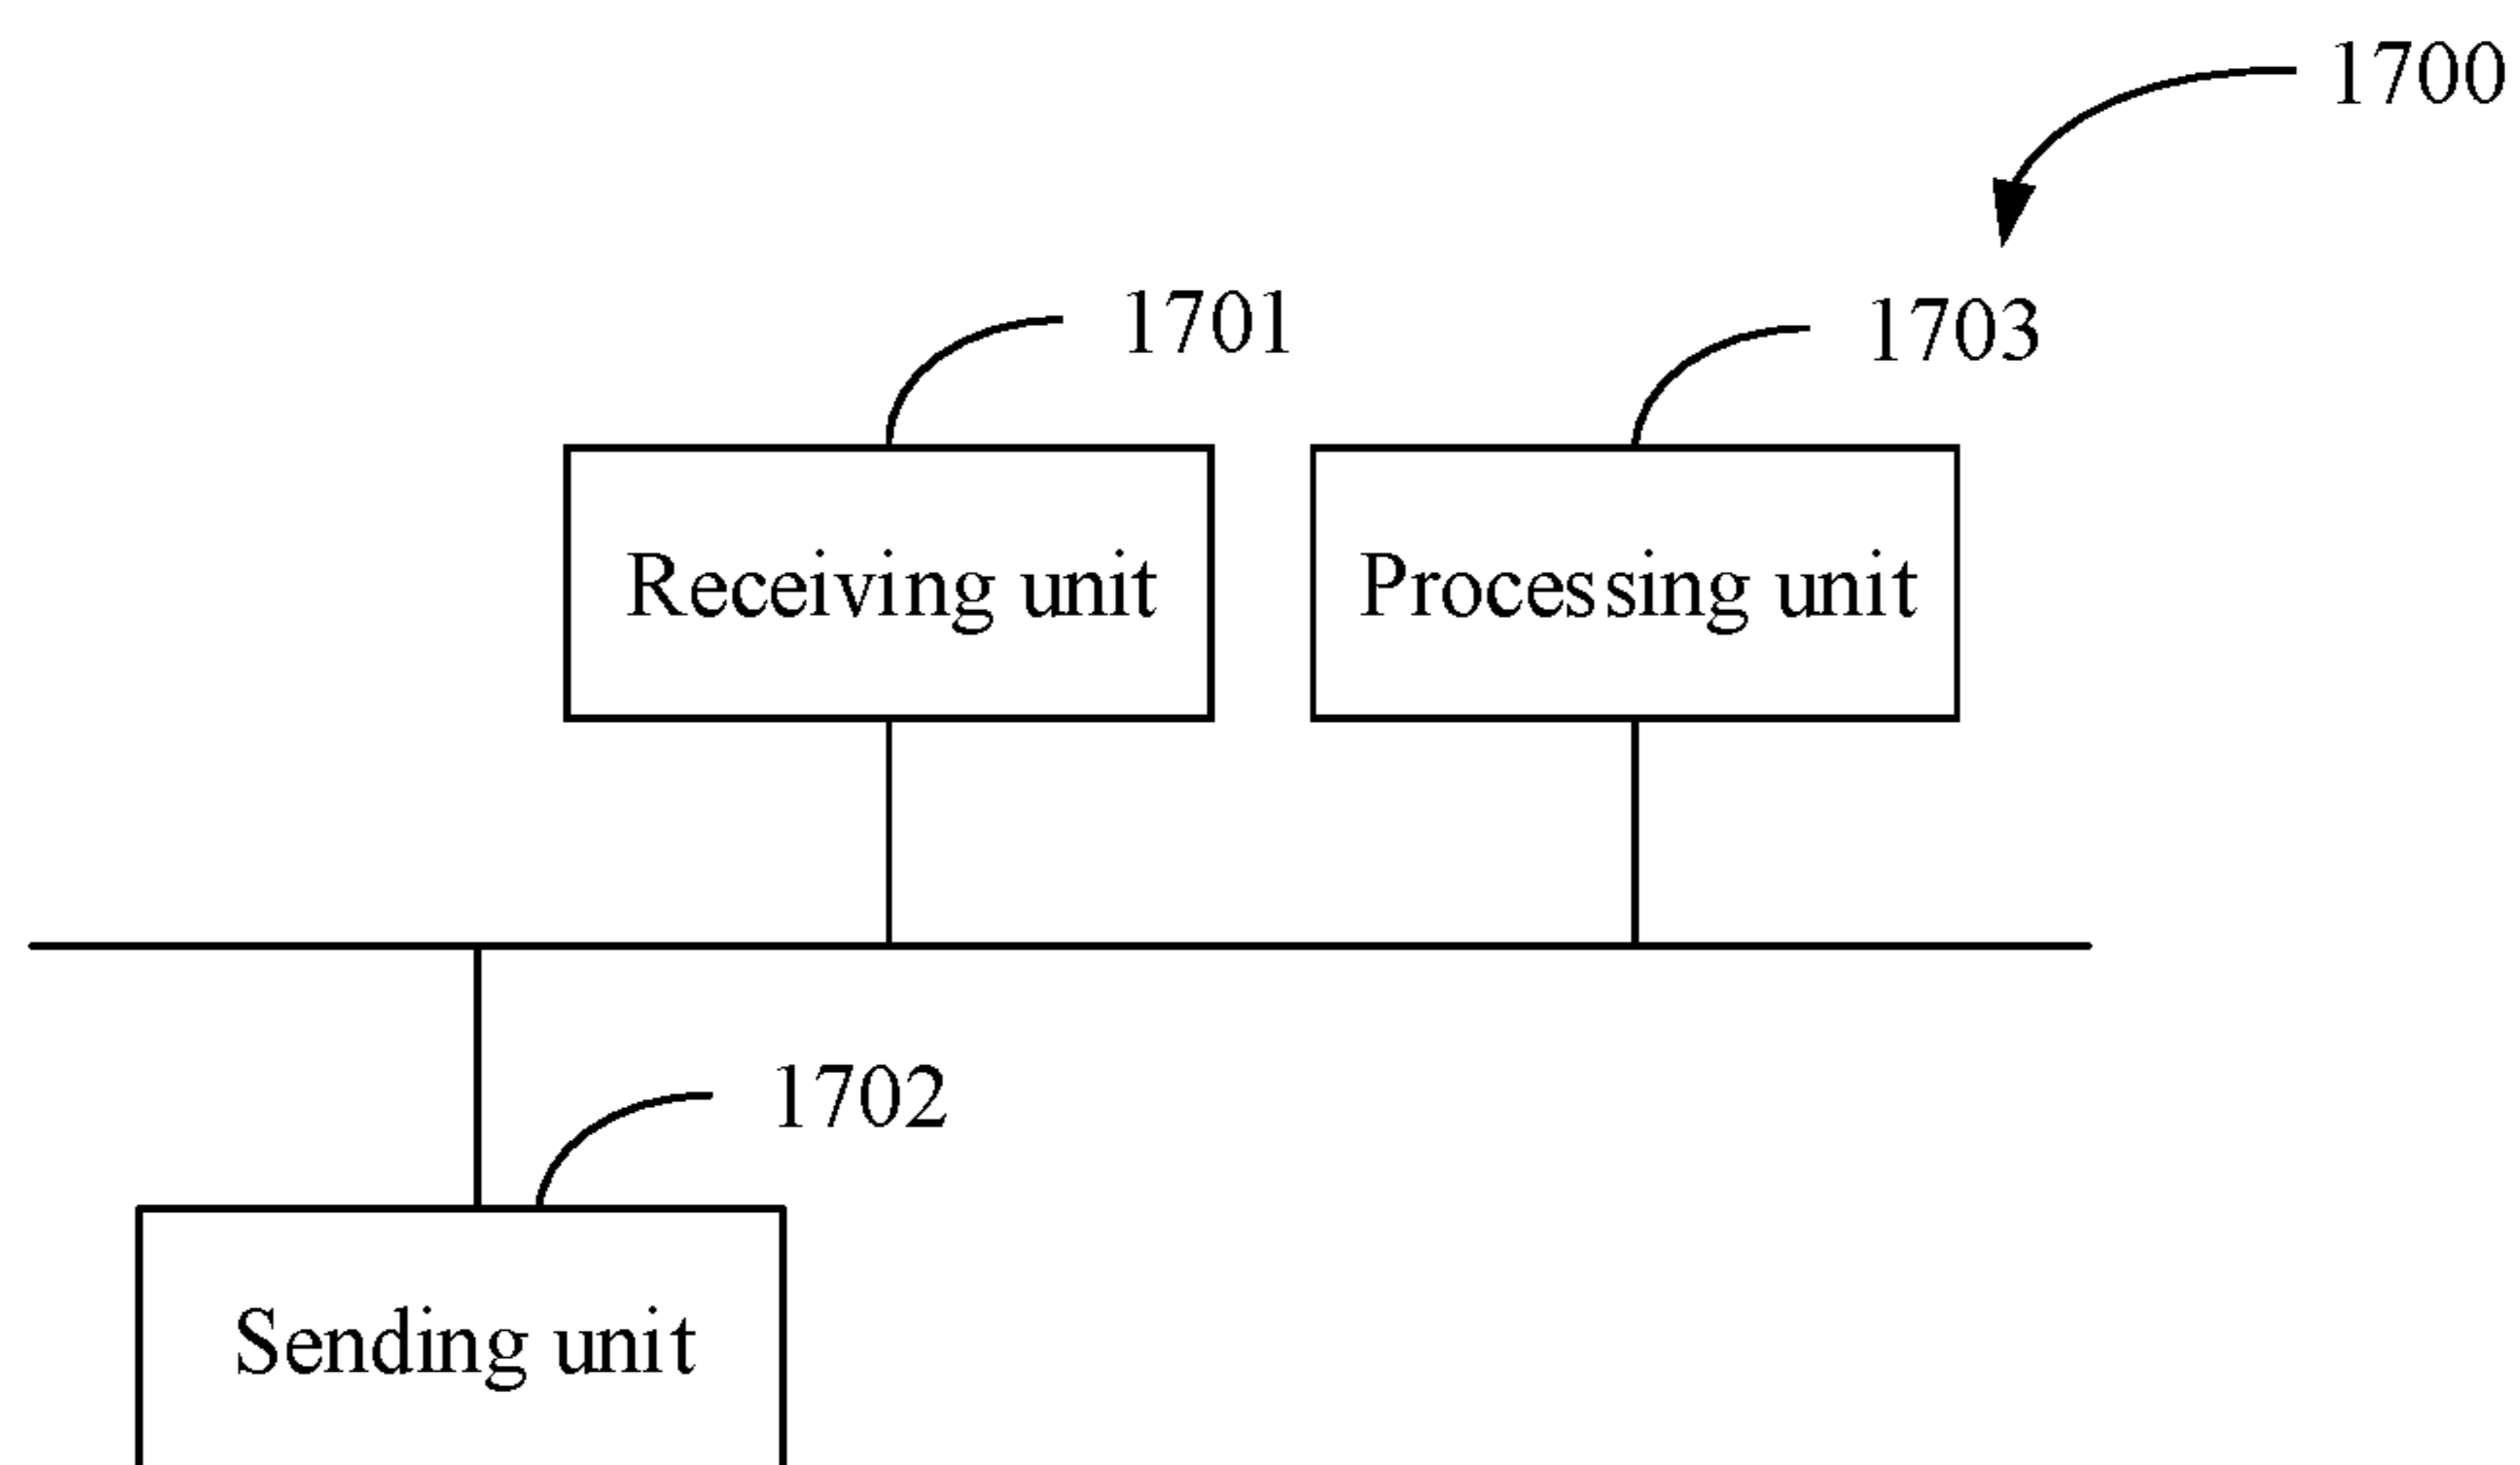 1700
1701
1703
Receiving unit
Processing unit
1702
Sending unit